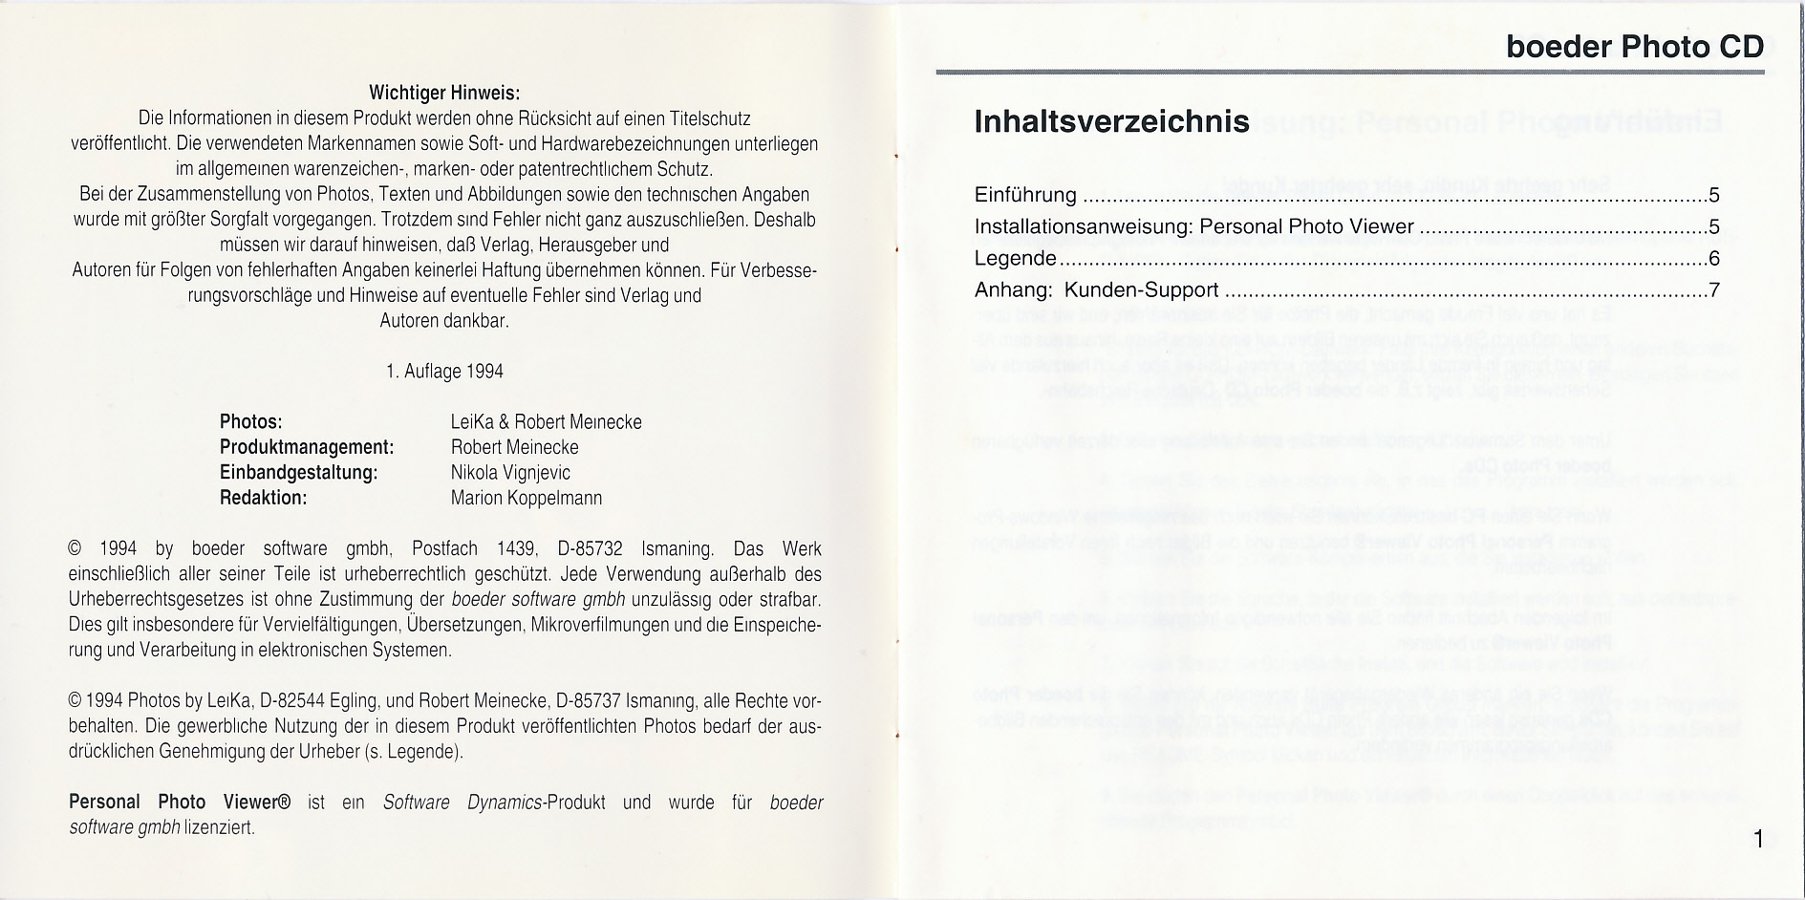 Wichtiger Hinweis:
Die Informationen in diesem Produkt werden ohne Rücksicht auf einen Titelschutz
veröffentlicht. Die verwendeten Markennamen sowie Soft- und Hardwarebezeichnungen unterliegen
im allgemeinen warenzeichen-, marken- oder patentrechtlichem Schutz.
Bei der Zusammenstellung von Photos, Texten und Abbildungen sowie den technischen Angaben
wurde mit größter Sorgfalt vorgegangen. Trotzdem sind Fehler nicht ganz auszuschließen. Deshalb
müssen wir darauf hinweisen, daß Verlag, Herausgeber und
Autoren für Folgen von fehlerhaften Angaben keinerlei Haftung übernehmen können. Für Verbesse-
rungsvorschläge und Hinweise auf eventuelle Fehler sind Verlag und
Autoren dankbar.
1. Auflage 1994
Photos: LeiKa & Robert Meinecke
Produktmanagement: Robert Meinecke
Einbandgestaltung: Nikola Vignjevic
Redaktion: Marion Koppelmann
© 1994 by boeder software gmbh, Postfach 1439, D-85732 Ismaning. Das Werk
einschließlich aller seiner Teile ist urheberrechtlich geschützt. Jede Verwendung außerhalb des
Urheberrechtsgesetzes ist ohne Zustimmung der boeder software gmbh unzulässig oder strafbar.
Dies gilt insbesondere für Vervielfältigungen, Übersetzungen, Mikroverfilmungen und die Einspeiche-
rung und Verarbeitung in elektronischen Systemen.
© 1994 Photos by LeiKa, D-82544 Egling, und Robert Meinecke, D-85737 Ismaning, alle Rechte vor-
behalten. Die gewerbliche Nutzung der in diesem Produkt veröffentlichten Photos bedarf der aus-
drücklichen Genehmigung der Urheber (s. Legende).
Personal Photo Viewer® ist ein Software Dynamics-Produkt und wurde für boeder
software gmbh lizenziert.
boeder Photo CD
Inhaltsverzeichnis
Einführung ..........5
Installationsanweisung: Personal Photo Viewer ..........5
Legende ..........6
Anhang: Kunden-Support ..........7
1